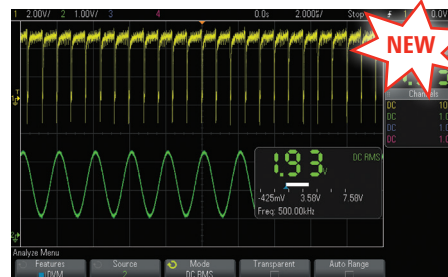 1 2.00V/ 2 1.00V/ 3 4 0.0s 2.000s/ Stop
NEW
Channels
DC
DC 1.0
DC 1.0
DC 1.0
1.93V DC RMS
-425mV 3.58V 7.58V
Freq: 500.00kHz
Analyze Menu
Features Source Mode Transparent Auto Range
DVM 2 DC RMS